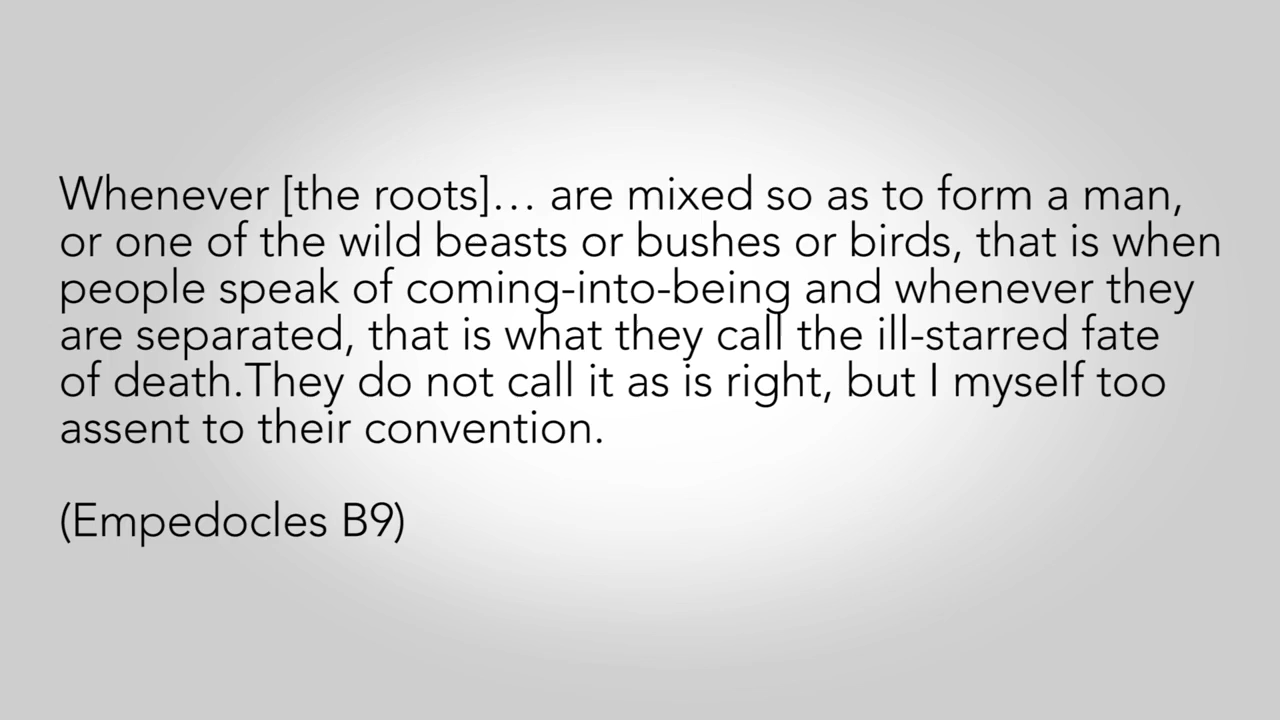 Whenever [the roots]… are mixed so as to form a man,
or one of the wild beasts or bushes or birds, that is when
people speak of coming-into-being and whenever they
are separated, that is what they call the ill-starred fate
of death.They do not call it as is right, but I myself too
assent to their convention.
(Empedocles B9)